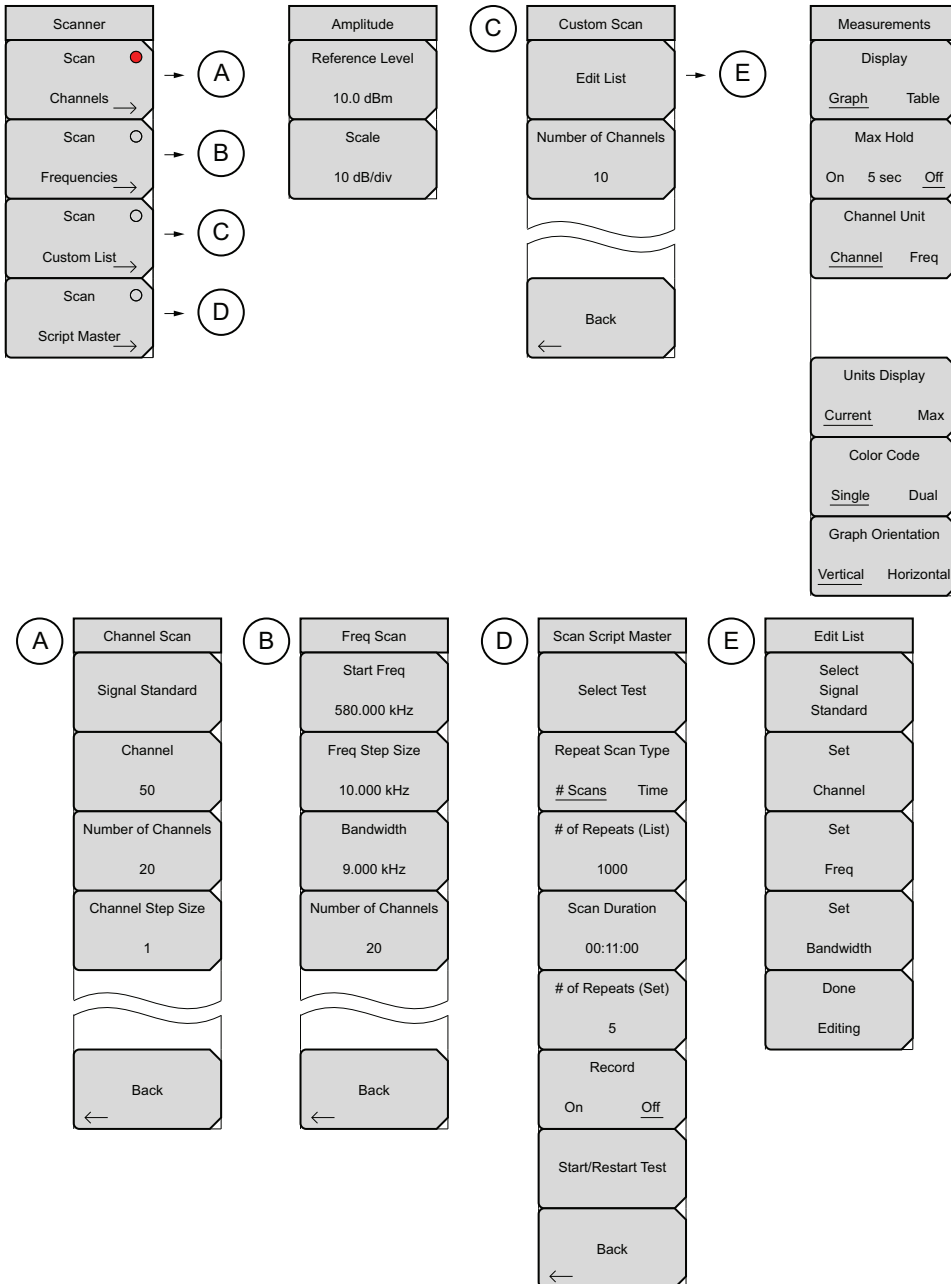 Scanner
Scan
Channels
A
Scan
Frequencies
B
Scan
Custom List
C
Scan
Script Master
D
Amplitude
Reference Level
10.0 dBm
Scale
10 dB/div
C
Custom Scan
Edit List
E
Number of Channels
10
Back
Measurements
Display
Graph Table
Max Hold
On 5 sec Off
Channel Unit
Channel Freq
Units Display
Current Max
Color Code
Single Dual
Graph Orientation
Vertical Horizontal
A
Channel Scan
Signal Standard
Channel
50
Number of Channels
20
Channel Step Size
1
Back
B
Freq Scan
Start Freq
580.000 kHz
Freq Step Size
10.000 kHz
Bandwidth
9.000 kHz
Number of Channels
20
Back
D
Scan Script Master
Select Test
Repeat Scan Type
# Scans Time
# of Repeats (List)
1000
Scan Duration
00:11:00
# of Repeats (Set)
5
Record
On Off
Start/Restart Test
Back
E
Edit List
Select
Signal
Standard
Set
Channel
Set
Freq
Set
Bandwidth
Done
Editing